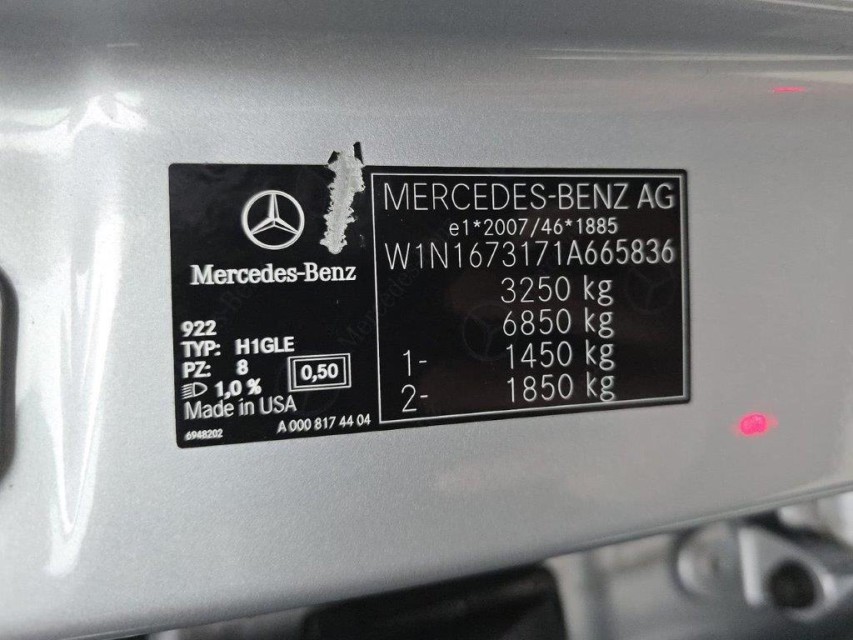 Mercedes-Benz
922
TYP: H1GLE
PZ: 8
1,0 %
0,50
Made in USA
6948202
A 000 817 44 04
MERCEDES-BENZ AG
e1*2007/46*1885
W1N1673171A665836
3250 kg
6850 kg
1- 1450 kg
2- 1850 kg